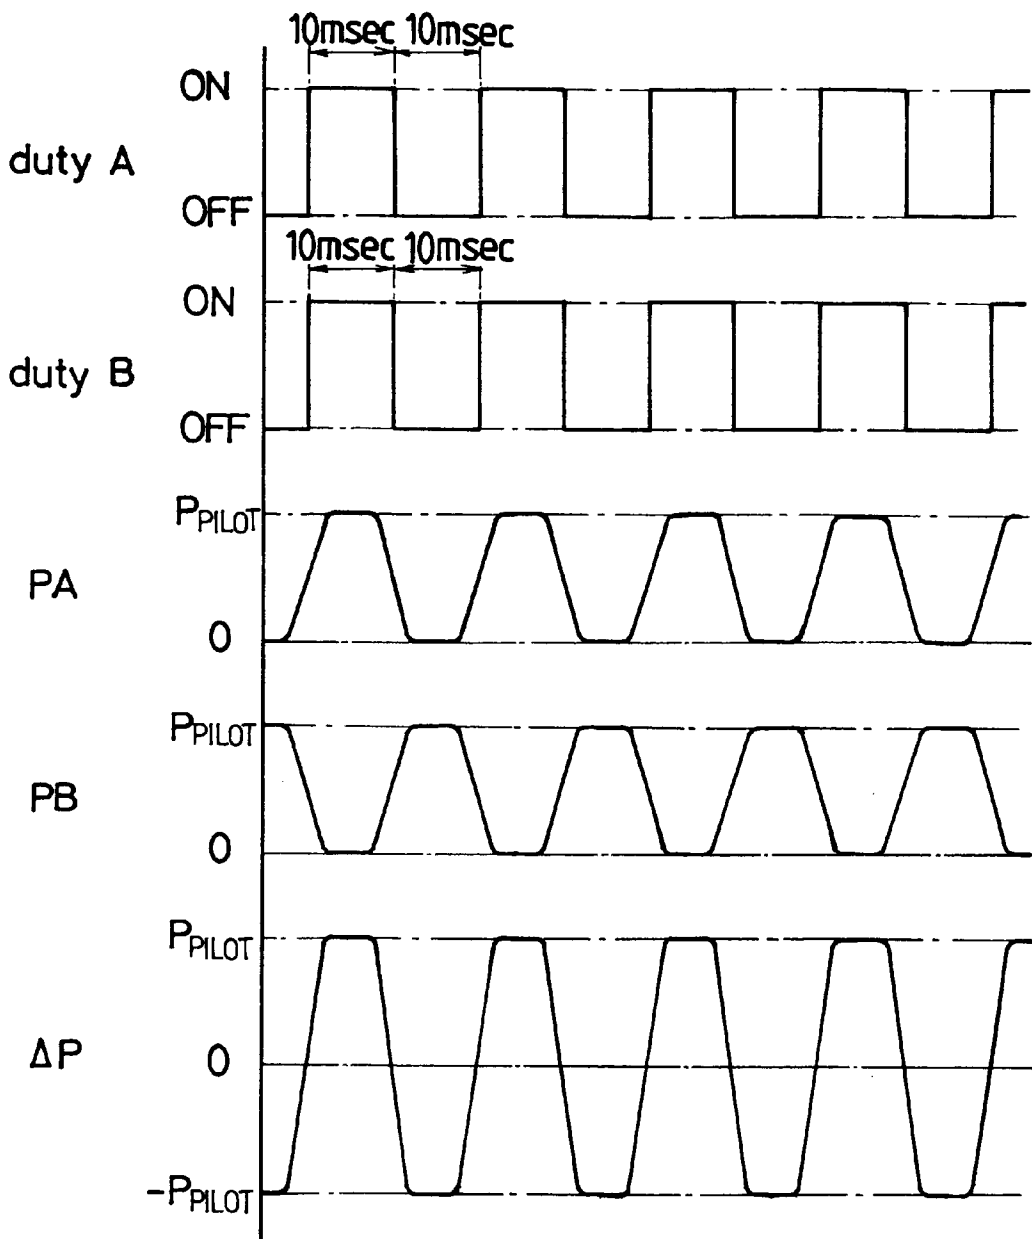 10msec 10msec
ON
duty A
OFF
10msec 10msec
ON
duty B
OFF
PPILOT
PA
0
PPILOT
PB
0
PPILOT
ΔP 0
-PPILOT